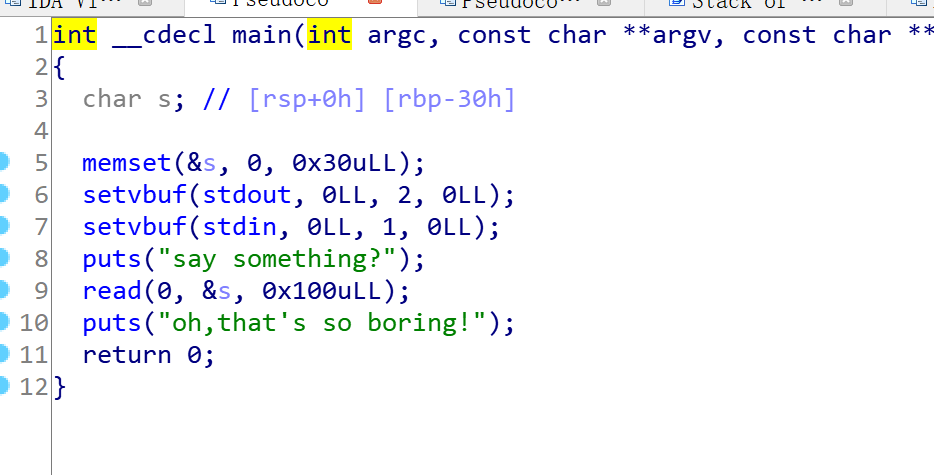 IDA Vi… Pseudoco… Pseudoco… Stack of …
1 int __cdecl main(int argc, const char **argv, const char **
2 {
3   char s; // [rsp+0h] [rbp-30h]
4
5   memset(&s, 0, 0x30uLL);
6   setvbuf(stdout, 0LL, 2, 0LL);
7   setvbuf(stdin, 0LL, 1, 0LL);
8   puts("say something?");
9   read(0, &s, 0x100uLL);
10   puts("oh,that's so boring!");
11   return 0;
12 }